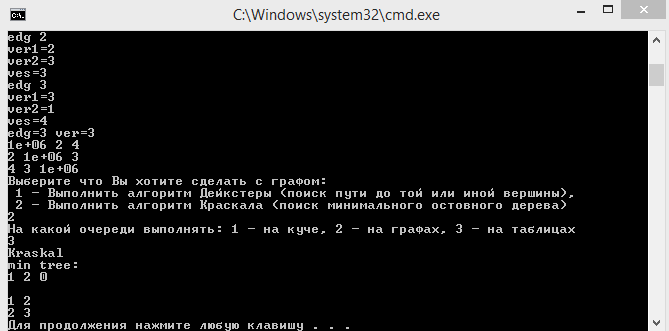 C:\Windows\system32\cmd.exe
edg 2
ver1=2
ver2=3
ves=3
edg 3
ver1=3
ver2=1
ves=4
edg=3 ver=3
1e+06 2 4
2 1e+06 3
4 3 1e+06
Выберите что Вы хотите сделать с графом:
1 - Выполнить алгоритм Дейкстеры (поиск пути до той или иной вершины),
2 - Выполнить алгоритм Краскала (поиск минимального остовного дерева)
2
На какой очереди выполнять: 1 - на куче, 2 - на графах, 3 - на таблицах
3
Kraskal
min tree:
1 2 0
1 2
2 3
Для продолжения нажмите любую клавишу . . .